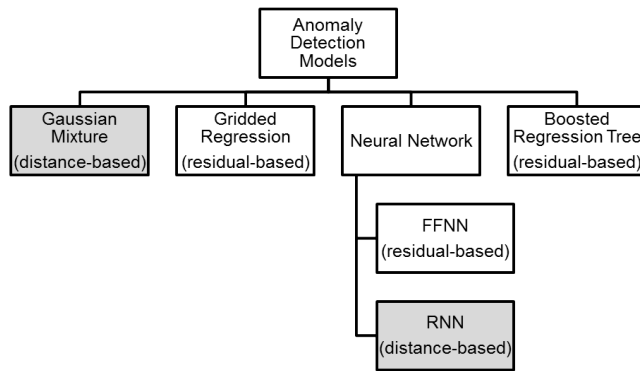 Anomaly
Detection
Models
Gaussian
Mixture
(distance-based)
Gridded
Regression
(residual-based)
Neural Network
Boosted
Regression Tree
(residual-based)
FFNN
(residual-based)
RNN
(distance-based)